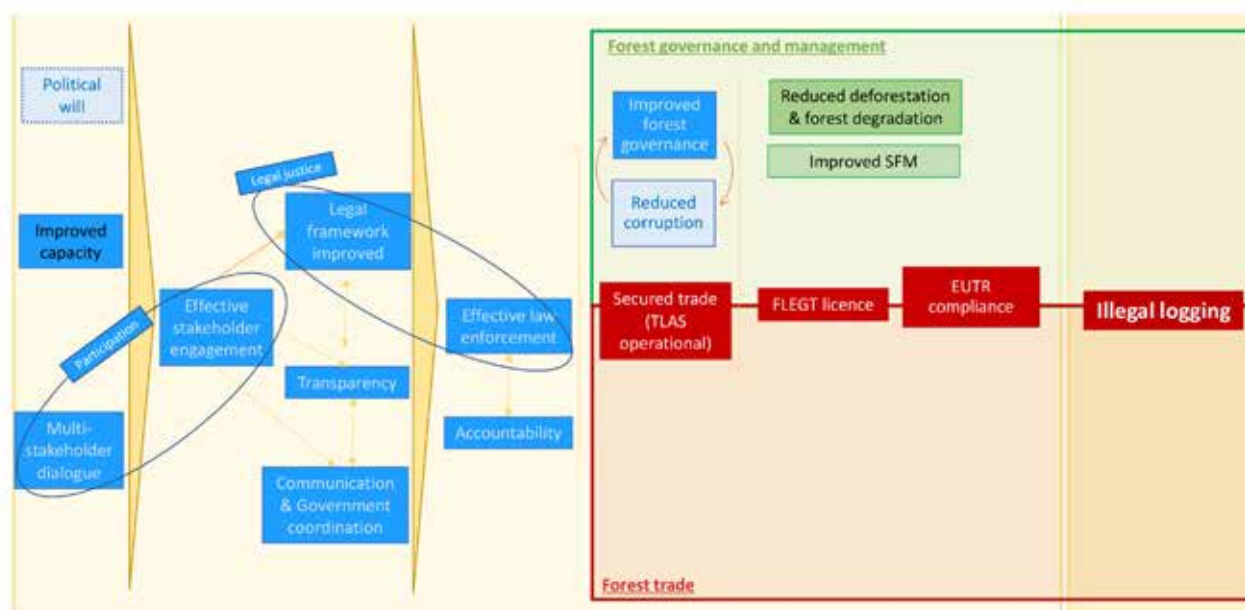 Political
will
Improved
capacity
Multi-
stakeholder
dialogue
Participation
Effective
stakeholder
engagement
Legal justice
Legal
framework
improved
Transparency
Communication
& Government
coordination
Effective law
enforcement
Accountability
Forest governance and management
Improved
forest
governance
Reduced
corruption
Reduced deforestation
& forest degradation
Improved SFM
Secured trade
(TLAS
operational)
FLEGT licence
EUTR
compliance
Illegal logging
Forest trade